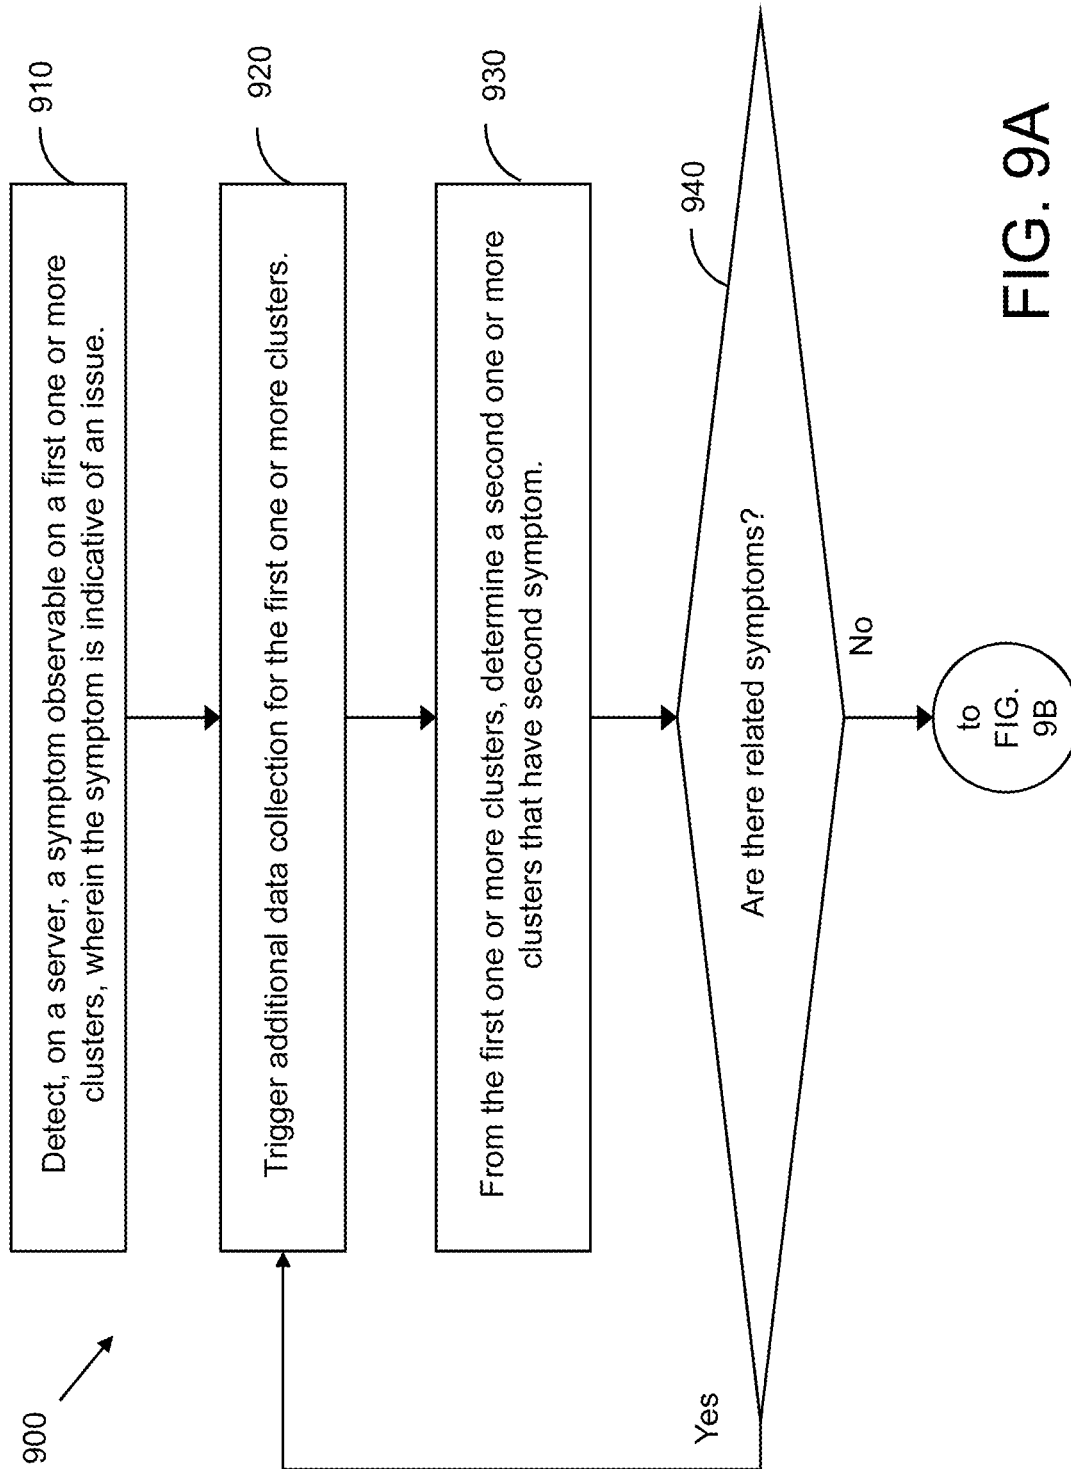 900
910
Detect, on a server, a symptom observable on a first one or more
clusters, wherein the symptom is indicative of an issue.
920
Trigger additional data collection for the first one or more clusters.
930
From the first one or more clusters, determine a second one or more
clusters that have second symptom.
940
Are there related symptoms?
Yes
No
to
FIG.
9B
FIG. 9A